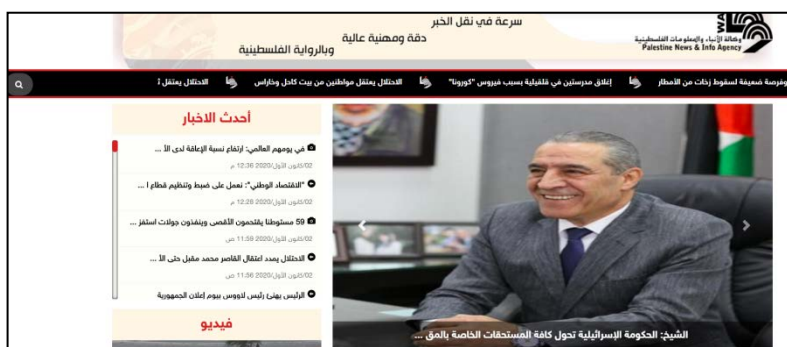 سرعة في نقل الخبر
دقة ومهنية عالية
وبالرواية الفلسطينية
WAFA
وكالة الأنباء والمعلومات الفلسطينية
Palestine News & Info Agency
وفرصة ضعيفة لسقوط زخات من الأمطار وفا إغلاق مدرستين في قلقيلية بسبب فيروس "كورونا" وفا الاحتلال يعتقل مواطنين من بيت كاحل وخاراس وفا الاحتلال يعتقل أ
أحدث الاخبار
في يومهم العالمي: ارتفاع نسبة الإعاقة لدى الأ ...
02/كانون الأول/2020 12:36 م
"الاقتصاد الوطني": نعمل على ضبط وتنظيم قطاع ا ...
02/كانون الأول/2020 12:28 م
59 مستوطنا يقتحمون الأقصى وينفذون جولات استفز ...
02/كانون الأول/2020 11:59 ص
الاحتلال يمدد اعتقال القاصر محمد مقبل حتى الأ ...
02/كانون الأول/2020 11:56 ص
الرئيس يهنئ رئيس لاووس بيوم إعلان الجمهورية
فيديو
الشيخ: الحكومة الإسرائيلية تحول كافة المستحقات الخاصة بالمق ...